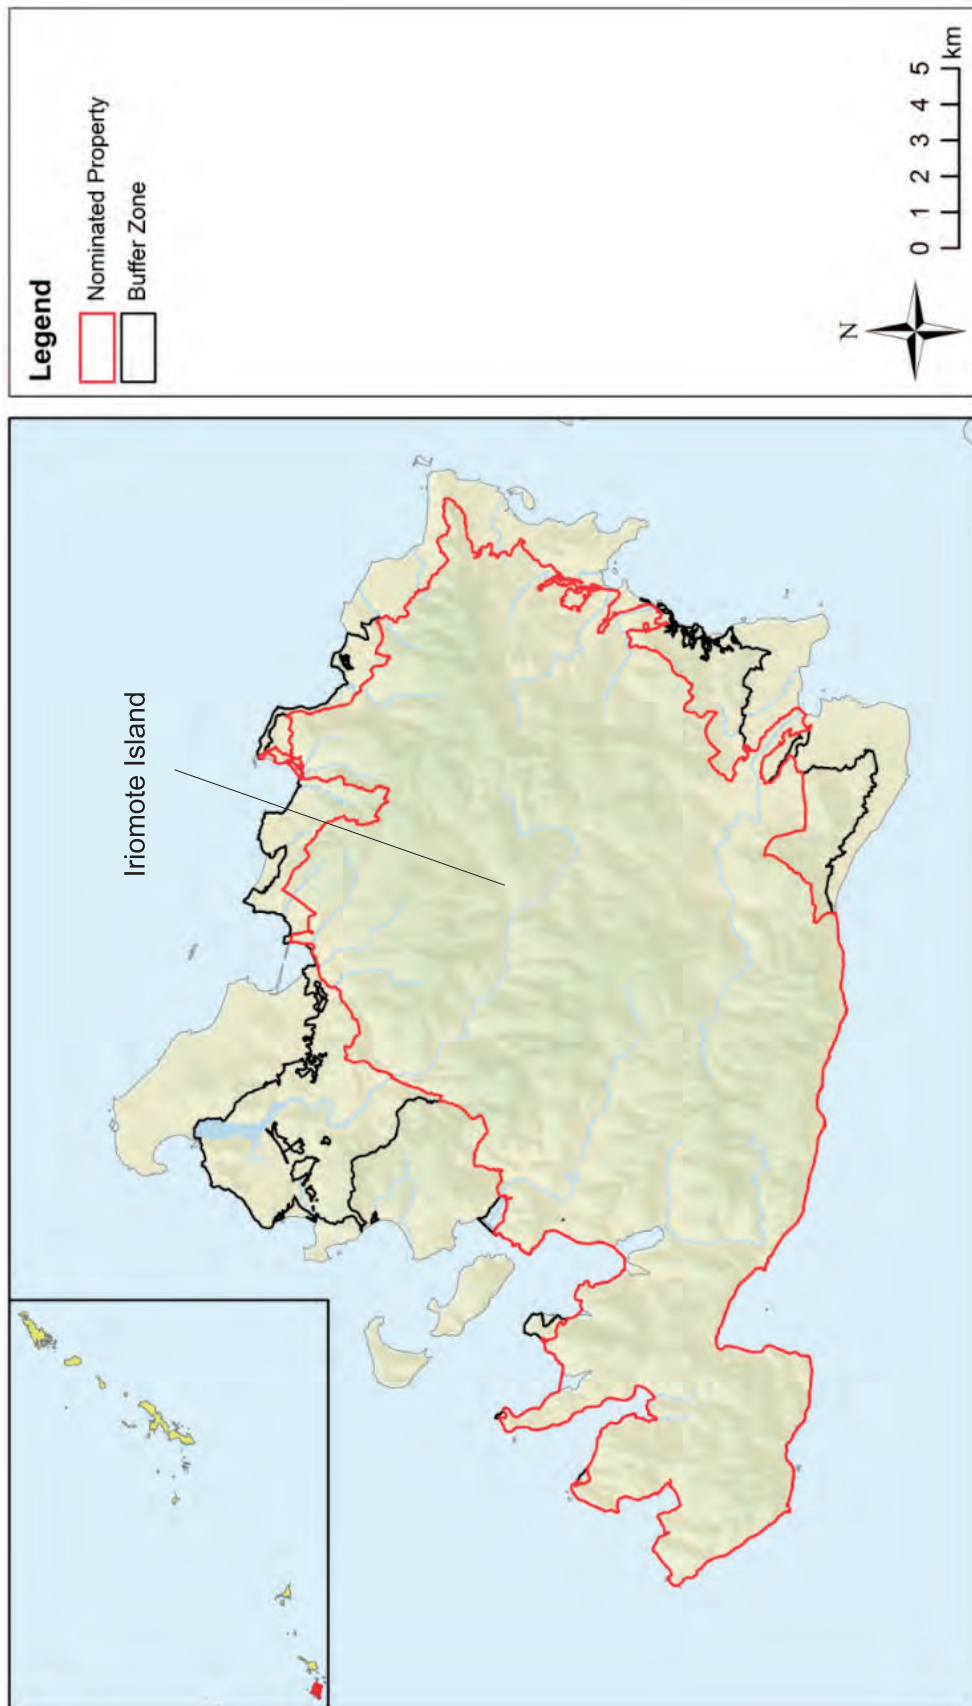 Legend
Nominated Property
Buffer Zone
N
0 1 2 3 4 5
km
Iriomote Island